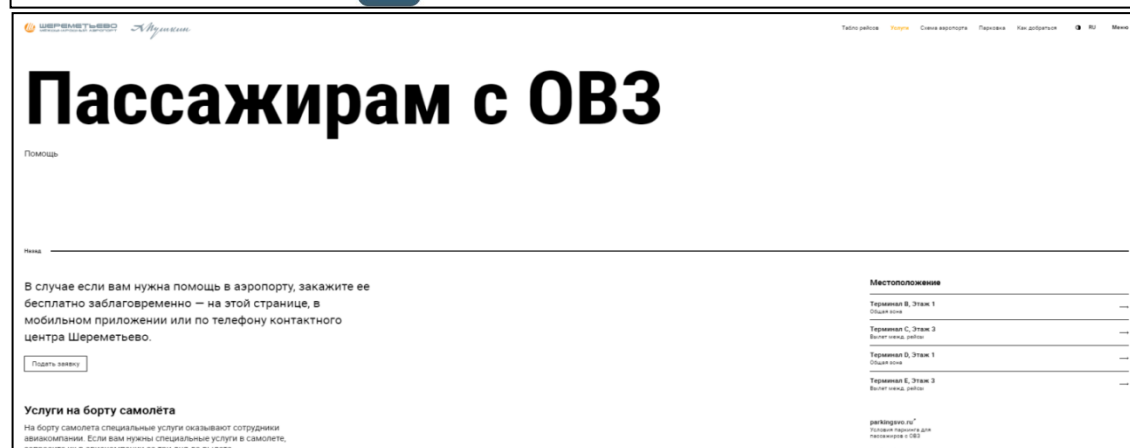 ШЕРЕМЕТЬЕВО
МЕЖДУНАРОДНЫЙ АЭРОПОРТ
А.Пушкин
Табло рейсов Услуги Схема аэропорта Парковка Как добраться RU Меню
Пассажирам с ОВЗ
Помощь
Назад
В случае если вам нужна помощь в аэропорту, закажите ее
бесплатно заблаговременно — на этой странице, в
мобильном приложении или по телефону контактного
центра Шереметьево.
Подать заявку
Услуги на борту самолёта
На борту самолета специальные услуги оказывают сотрудники
авиакомпании. Если вам нужны специальные услуги в самолете,
Местоположение
Терминал B, Этаж 1
Общая зона
Терминал C, Этаж 3
Вылет межд. рейсы
Терминал D, Этаж 1
Общая зона
Терминал E, Этаж 3
Вылет межд. рейсы
parkingsvo.ru
Условия паркинга для
пассажиров с ОВЗ